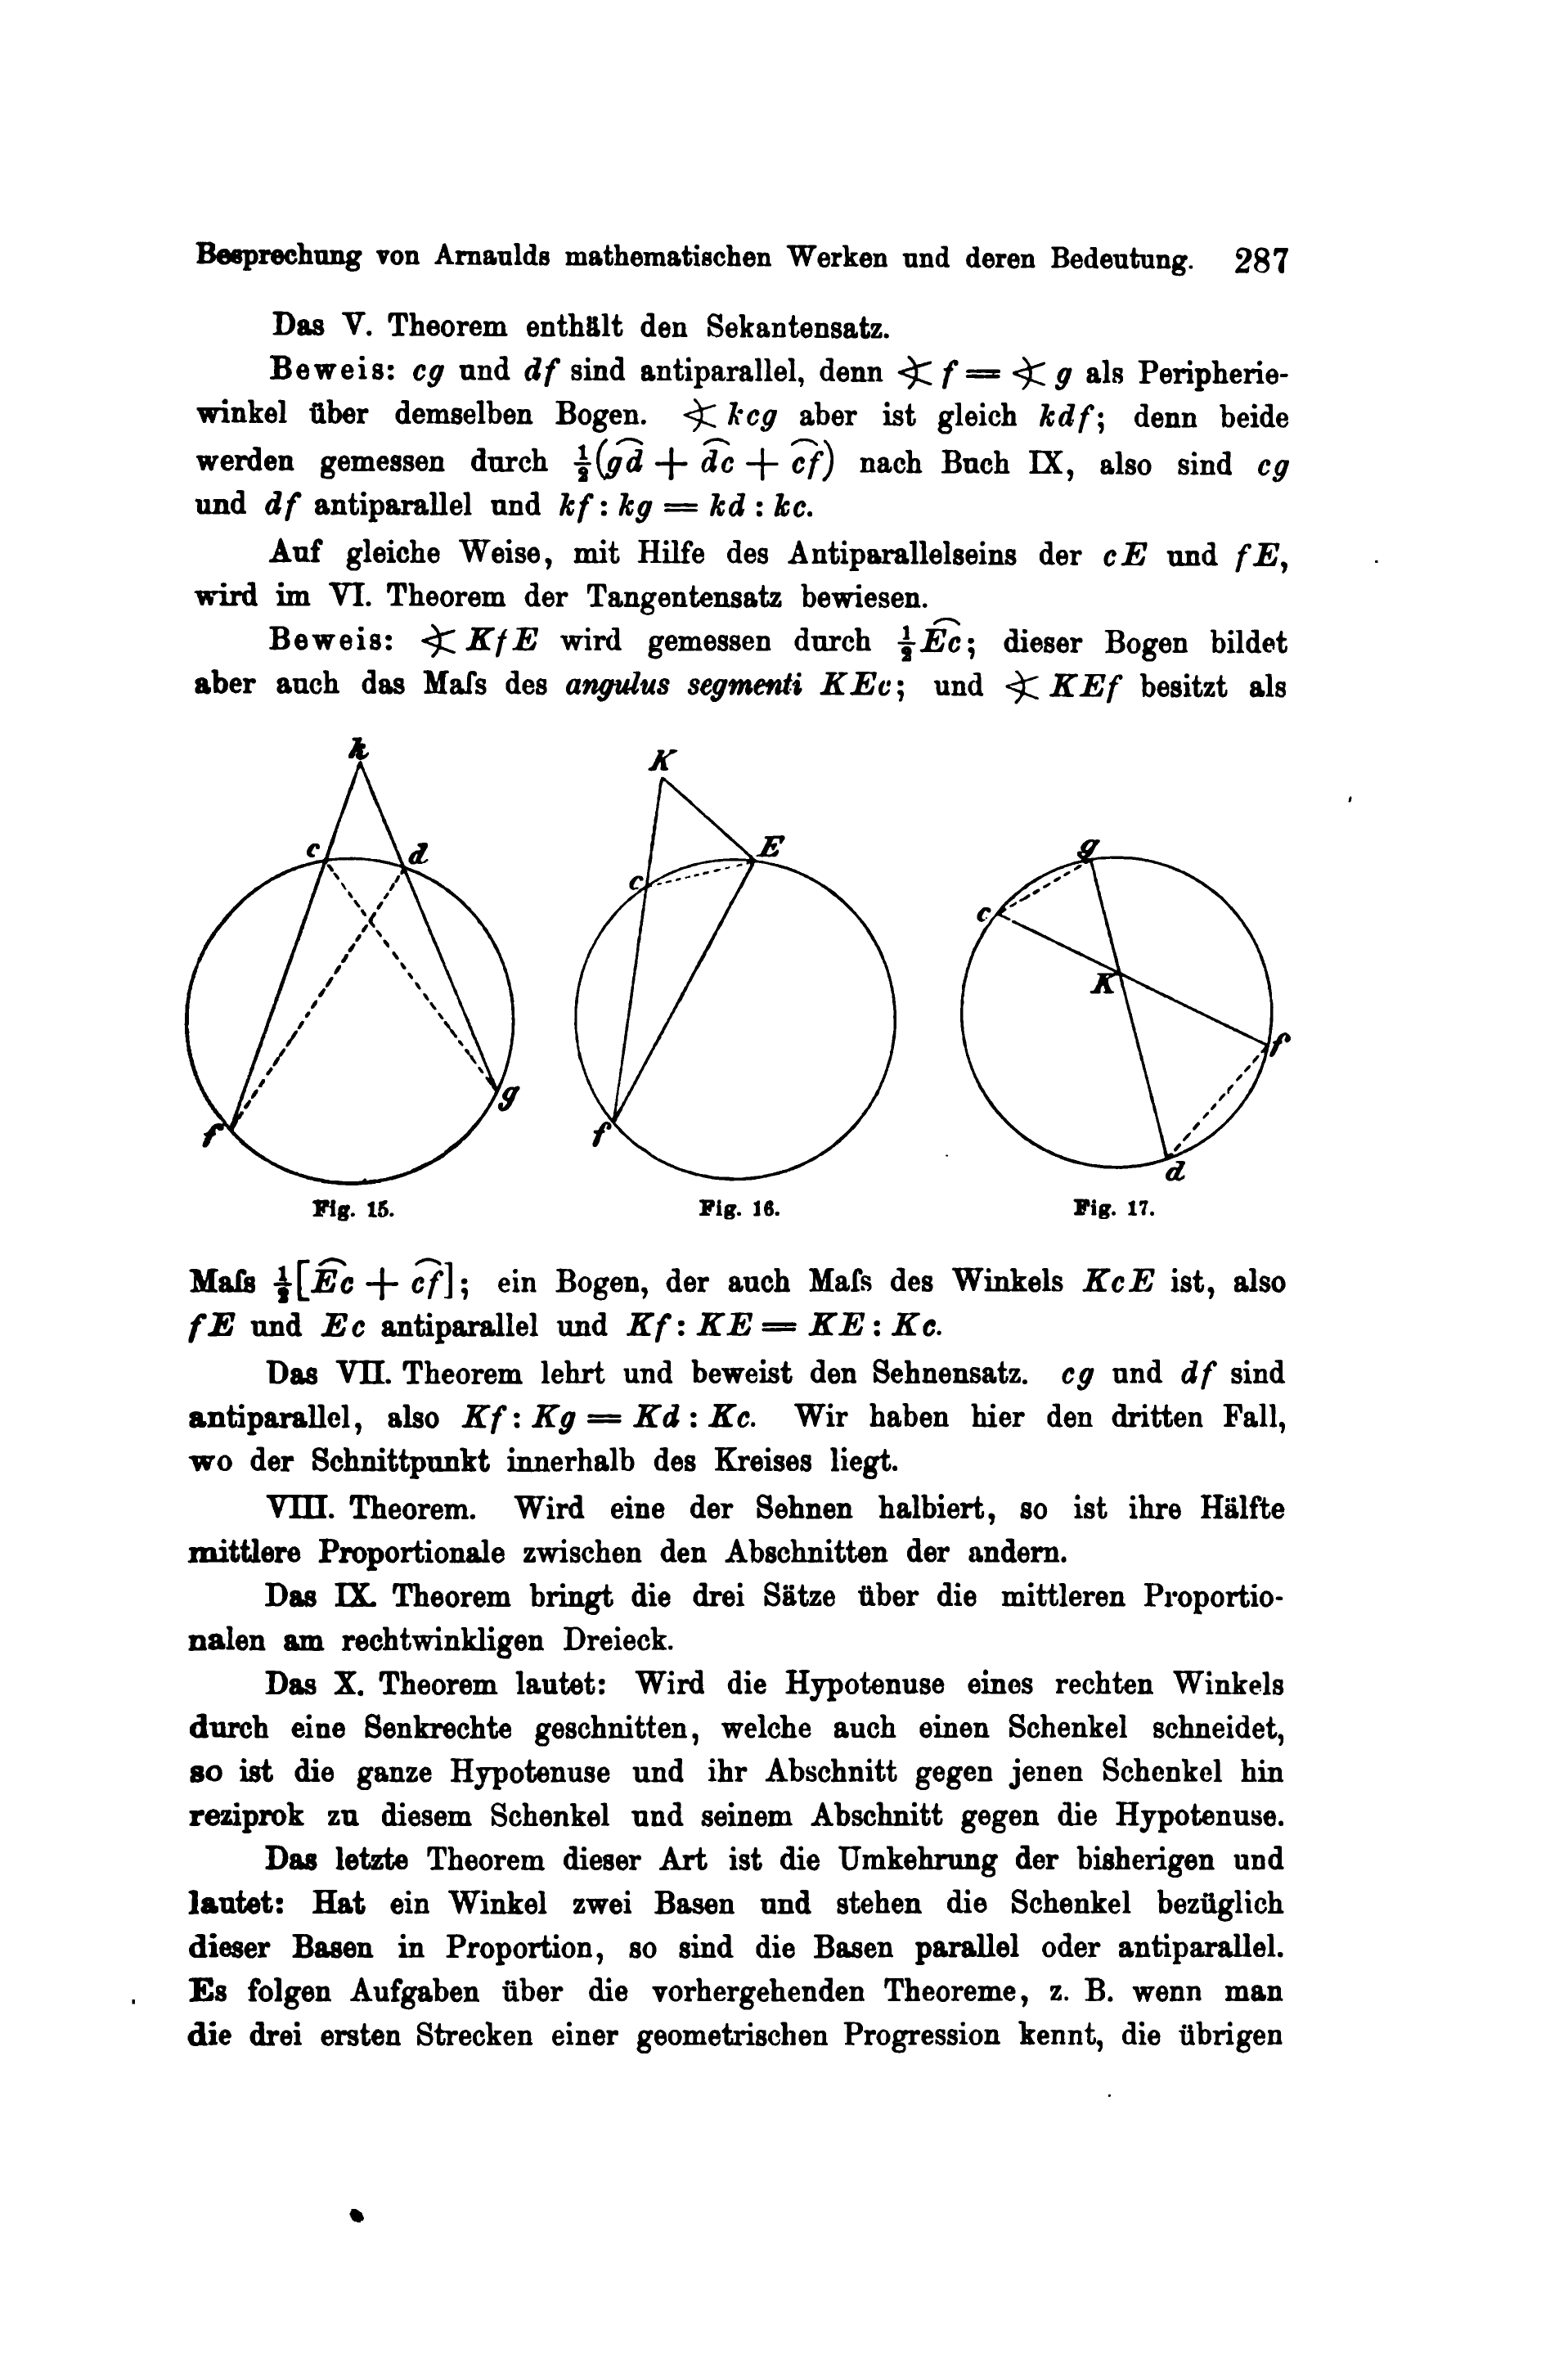 Besprechung von Arnaulds mathematischen Werken und deren Bedeutung. 287
Das V. Theorem enthält den Sekantensatz.
Beweis: cg und df sind antiparallel, denn ∢ f = ∢ g als Peripherie-
winkel über demselben Bogen. ∢ kcg aber ist gleich kdf; denn beide
werden gemessen durch ½(g͡d + d͡c + c͡f) nach Buch IX, also sind cg
und df antiparallel und kf : kg = kd : kc.
Auf gleiche Weise, mit Hilfe des Antiparallelseins der cE und fE,
wird im VI. Theorem der Tangentensatz bewiesen.
Beweis: ∢ KfE wird gemessen durch ½E͡c; dieser Bogen bildet
aber auch das Maſs des angulus segmenti KEc; und ∢ KEf besitzt als
k
c
d
f
g
Fig. 15.
K
E
c
f
Fig. 16.
g
c
K
f
d
Fig. 17.
Maſs ½[E͡c + c͡f]; ein Bogen, der auch Maſs des Winkels KcE ist, also
fE und Ec antiparallel und Kf : KE = KE : Kc.
Das VII. Theorem lehrt und beweist den Sehnensatz. cg und df sind
antiparallel, also Kf : Kg = Kd : Kc. Wir haben hier den dritten Fall,
wo der Schnittpunkt innerhalb des Kreises liegt.
VIII. Theorem. Wird eine der Sehnen halbiert, so ist ihre Hälfte
mittlere Proportionale zwischen den Abschnitten der andern.
Das IX. Theorem bringt die drei Sätze über die mittleren Proportio-
nalen am rechtwinkligen Dreieck.
Das X. Theorem lautet: Wird die Hypotenuse eines rechten Winkels
durch eine Senkrechte geschnitten, welche auch einen Schenkel schneidet,
so ist die ganze Hypotenuse und ihr Abschnitt gegen jenen Schenkel hin
reziprok zu diesem Schenkel und seinem Abschnitt gegen die Hypotenuse.
Das letzte Theorem dieser Art ist die Umkehrung der bisherigen und
lautet: Hat ein Winkel zwei Basen und stehen die Schenkel bezüglich
dieser Basen in Proportion, so sind die Basen parallel oder antiparallel.
Es folgen Aufgaben über die vorhergehenden Theoreme, z. B. wenn man
die drei ersten Strecken einer geometrischen Progression kennt, die übrigen